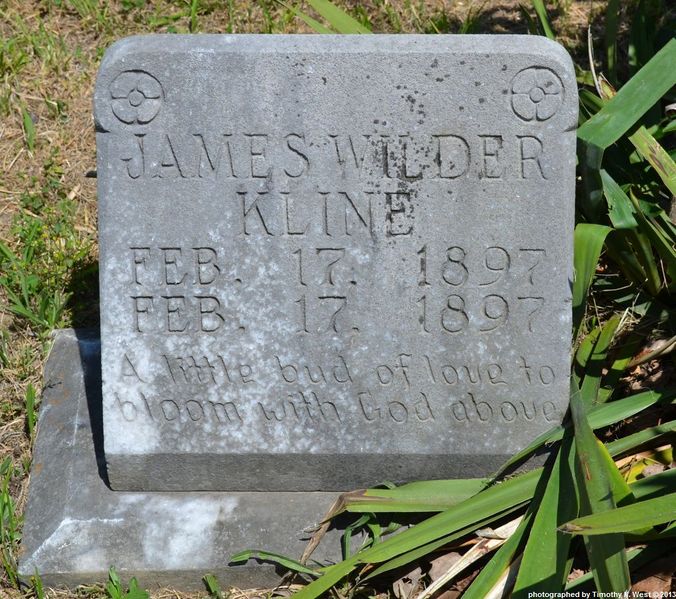 JAMES WILDER
KLINE
FEB. 17. 1897
FEB. 17. 1897
A little bud of love to
bloom with God above
photographed by Timothy R. West ©2013